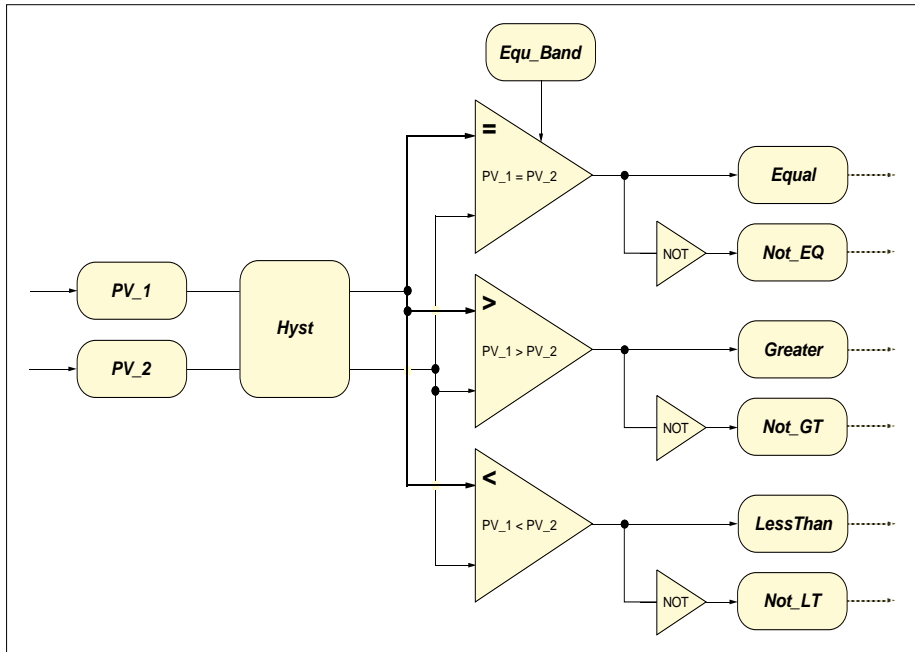 Equ_Band
=
PV_1 = PV_2
Equal
NOT
Not_EQ
PV_1
Hyst
PV_2
>
PV_1 > PV_2
Greater
NOT
Not_GT
<
PV_1 < PV_2
LessThan
NOT
Not_LT